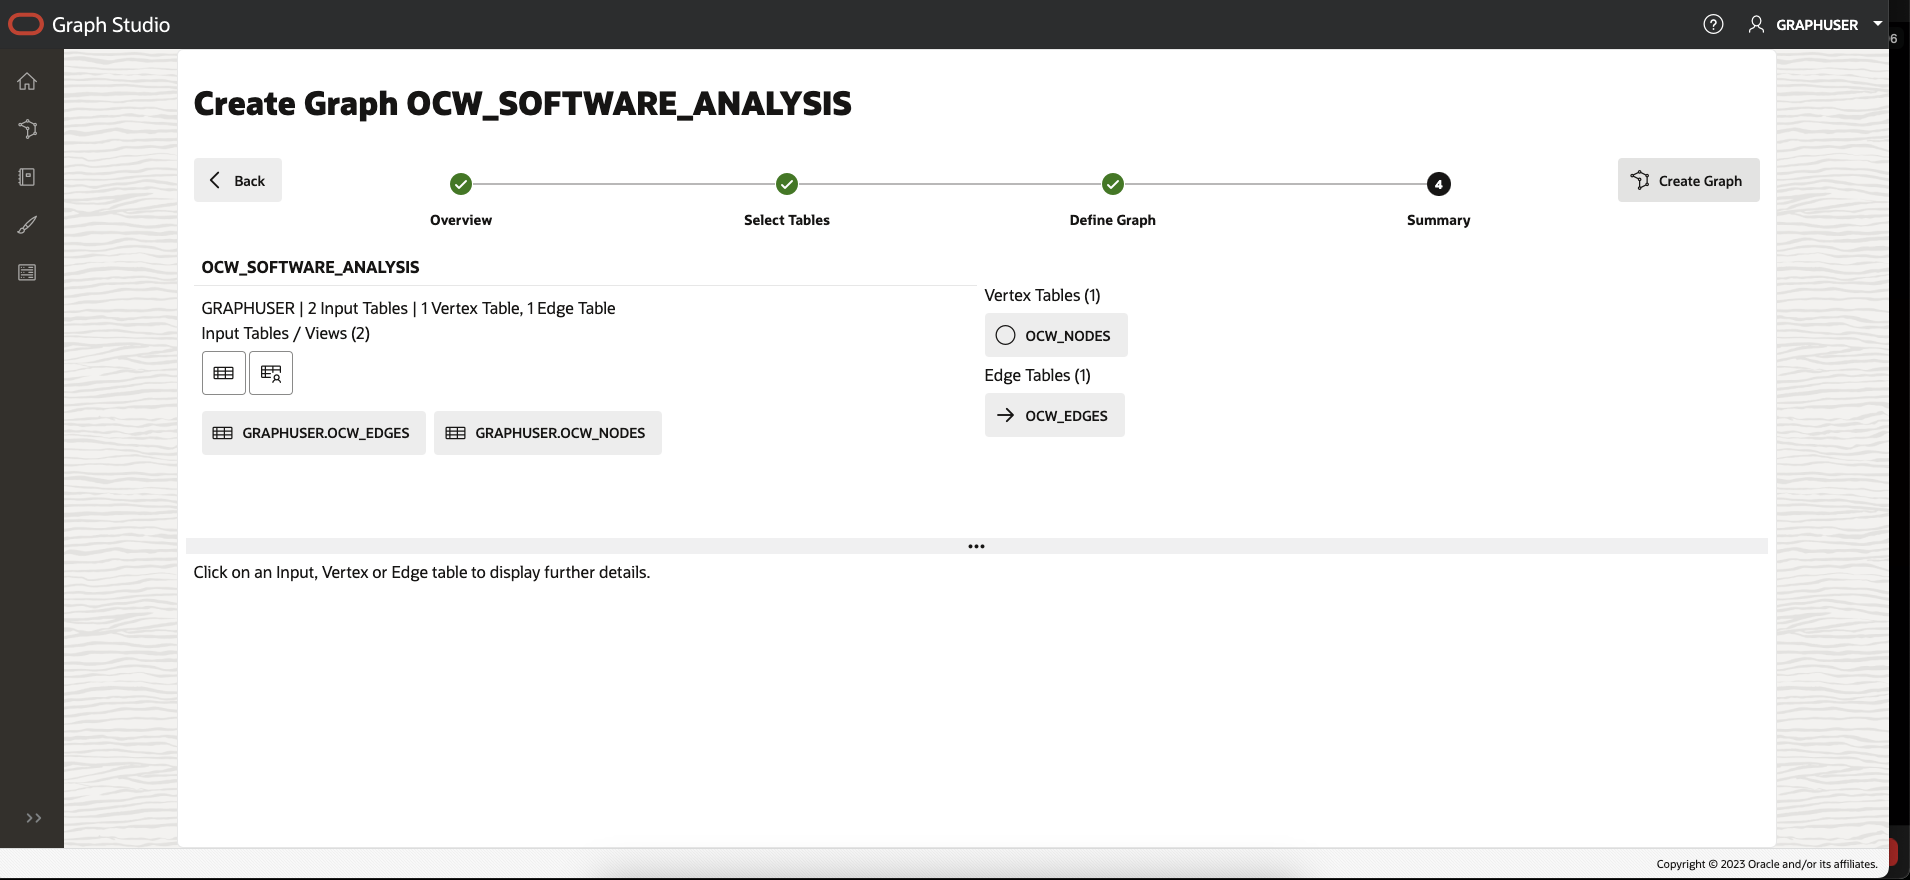 Graph Studio
?
GRAPHUSER
6
Create Graph OCW_SOFTWARE_ANALYSIS
Back
Create Graph
4
Overview
Select Tables
Define Graph
Summary
OCW_SOFTWARE_ANALYSIS
GRAPHUSER | 2 Input Tables | 1 Vertex Table, 1 Edge Table
Input Tables / Views (2)
GRAPHUSER.OCW_EDGES
GRAPHUSER.OCW_NODES
Vertex Tables (1)
OCW_NODES
Edge Tables (1)
OCW_EDGES
Click on an Input, Vertex or Edge table to display further details.
Copyright © 2023 Oracle and/or its affiliates.